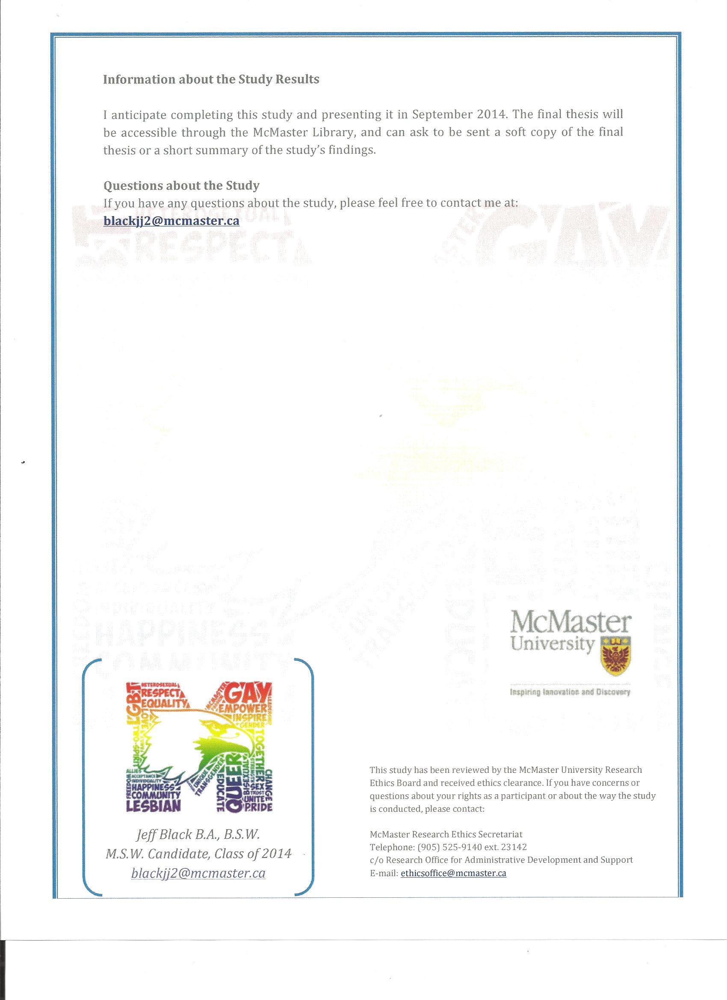 Information about the Study Results
I anticipate completing this study and presenting it in September 2014. The final thesis will
be accessible through the McMaster Library, and can ask to be sent a soft copy of the final
thesis or a short summary of the study's findings.
Questions about the Study
If you have any questions about the study, please feel free to contact me at:
blackjj2@mcmaster.ca
HETEROSEXUAL
RESPECT
GAY
HAPPINESS
COMMUNITY
McMaster
University
Inspiring Innovation and Discovery
LGBT
HETEROSEXUAL
RESPECT
EQUALITY
LOVE
TWO-SPIRIT
MCMASTER
GAY
EMPOWER
INSPIRE
GENDER
TOGETHER
ALLIES
ACCEPTANCE
INDIVIDUALITY
FREEDOM
HAPPINESS
COMMUNITY
LESBIAN
UNIQUE
TRANSGENDER
EDUCATE
QUEER
BISEXUAL
CHANGE
SEX
TRUST
UNITE
PRIDE
Jeff Black B.A., B.S.W.
M.S.W. Candidate, Class of 2014
blackjj2@mcmaster.ca
This study has been reviewed by the McMaster University Research
Ethics Board and received ethics clearance. If you have concerns or
questions about your rights as a participant or about the way the study
is conducted, please contact:
McMaster Research Ethics Secretariat
Telephone: (905) 525-9140 ext. 23142
c/o Research Office for Administrative Development and Support
E-mail: ethicsoffice@mcmaster.ca